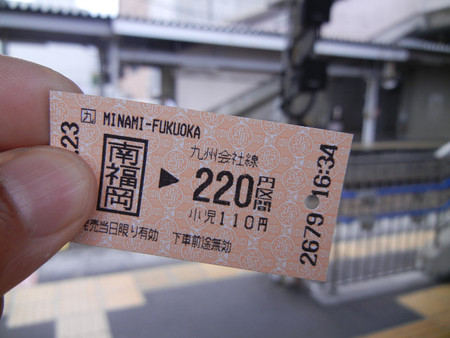 九 MINAMI-FUKUOKA
南福岡
九州会社線
▶ 220円区間
小児110円
発売当日限り有効 下車前途無効
23
2679 16:34